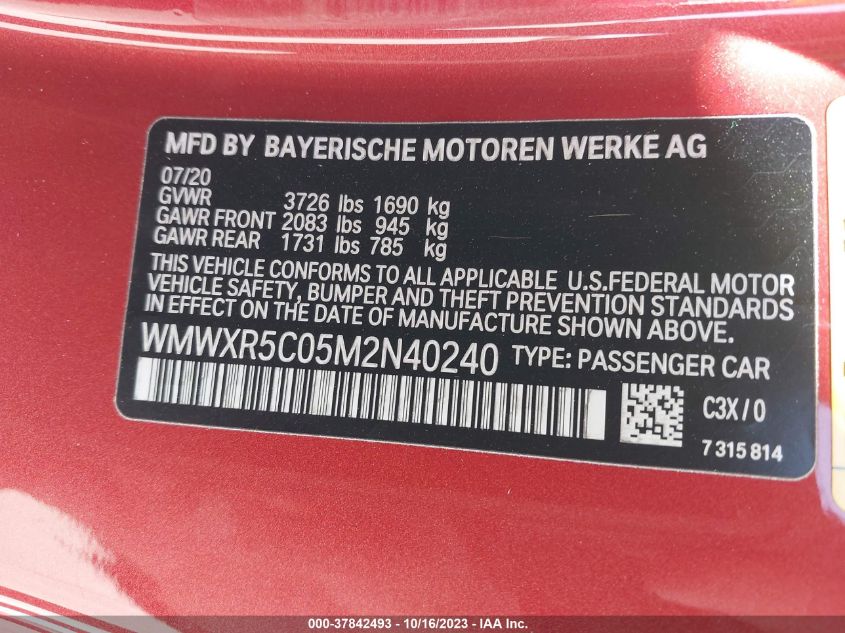 MFD BY BAYERISCHE MOTOREN WERKE AG
07/20
GVWR 3726 lbs 1690 kg
GAWR FRONT 2083 lbs 945 kg
GAWR REAR 1731 lbs 785 kg
THIS VEHICLE CONFORMS TO ALL APPLICABLE U.S.FEDERAL MOTOR
VEHICLE SAFETY, BUMPER AND THEFT PREVENTION STANDARDS
IN EFFECT ON THE DATE OF MANUFACTURE SHOWN ABOVE.
WMWXR5C05M2N40240 TYPE: PASSENGER CAR
C3X/0
7315814
000-37842493 - 10/16/2023 - IAA Inc.